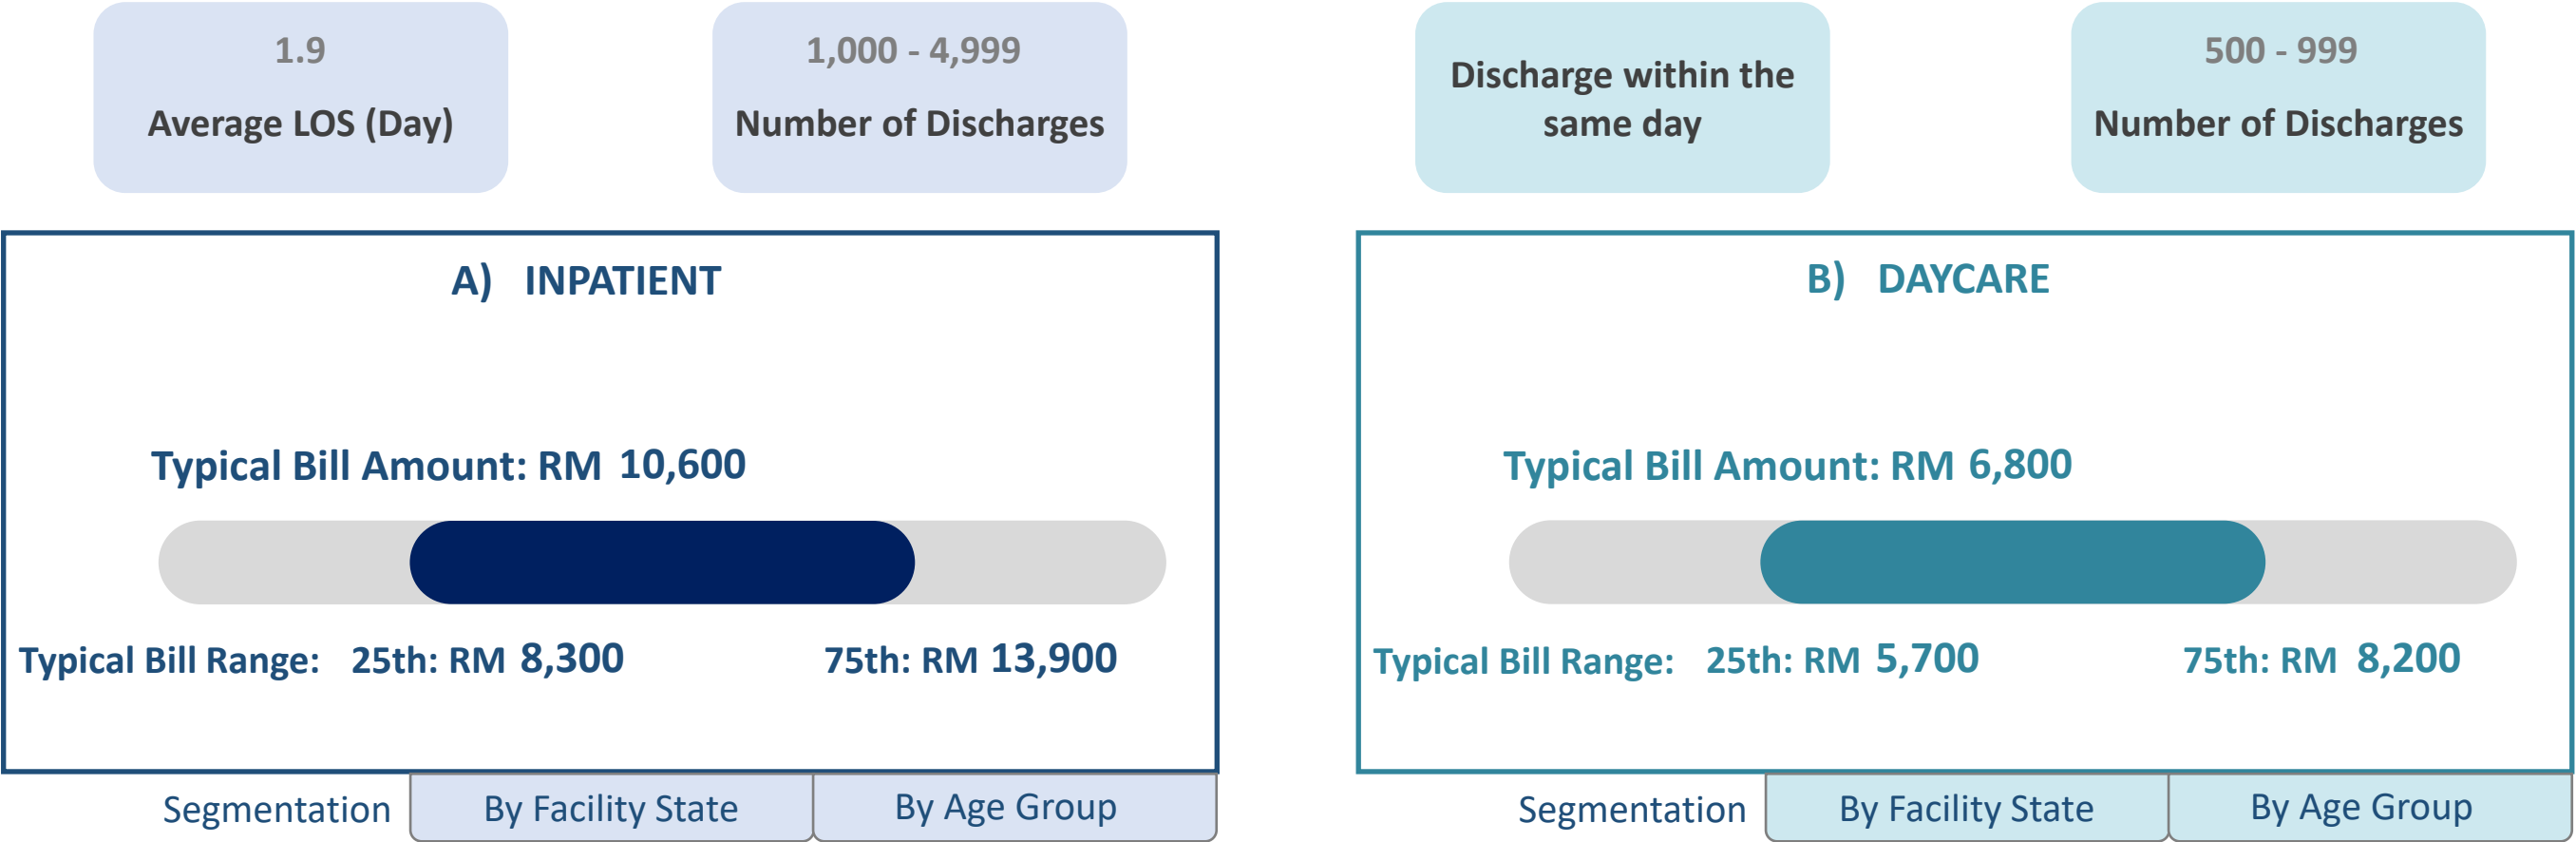 1.9
Average LOS (Day)
1,000 - 4,999
Number of Discharges
Discharge within the
same day
500 - 999
Number of Discharges
A) INPATIENT
Typical Bill Amount: RM 10,600
Typical Bill Range: 25th: RM 8,300 75th: RM 13,900
Segmentation By Facility State By Age Group
B) DAYCARE
Typical Bill Amount: RM 6,800
Typical Bill Range: 25th: RM 5,700 75th: RM 8,200
Segmentation By Facility State By Age Group